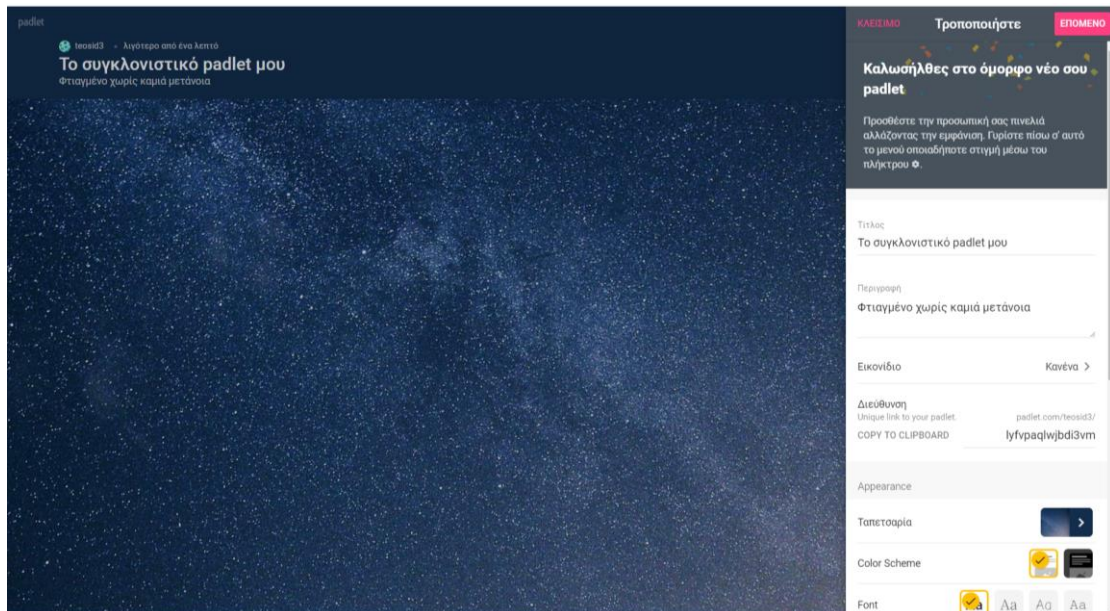 padlet
teosid3 • λιγότερο από ένα λεπτό
Το συγκλονιστικό padlet μου
Φτιαγμένο χωρίς καμιά μετάνοια
ΚΛΕΙΣΙΜΟ Τροποποιήστε ΕΠΟΜΕΝΟ
Καλωσήλθες στο όμορφο νέο σου
padlet
Προσθέστε την προσωπική σας πινελιά
αλλάζοντας την εμφάνιση. Γυρίστε πίσω σ' αυτό
το μενού οποιαδήποτε στιγμή μέσω του
πλήκτρου ⚙.
Τίτλος
Το συγκλονιστικό padlet μου
Περιγραφή
Φτιαγμένο χωρίς καμιά μετάνοια
Εικονίδιο Κανένα >
Διεύθυνση
Unique link to your padlet padlet.com/teosid3/
COPY TO CLIPBOARD lyfvpaqlwjbdi3vm
Appearance
Ταπετσαρία
Color Scheme
Font Aa Aa Aa Aa